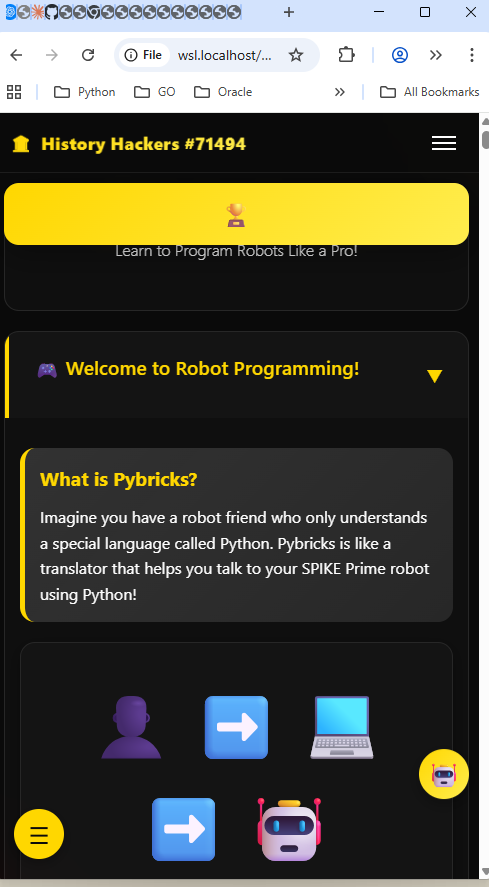 File
wsl.localhost/...
Python
GO
Oracle
All Bookmarks
History Hackers #71494
Learn to Program Robots Like a Pro!
Welcome to Robot Programming!
What is Pybricks?
Imagine you have a robot friend who only understands
a special language called Python. Pybricks is like a
translator that helps you talk to your SPIKE Prime robot
using Python!